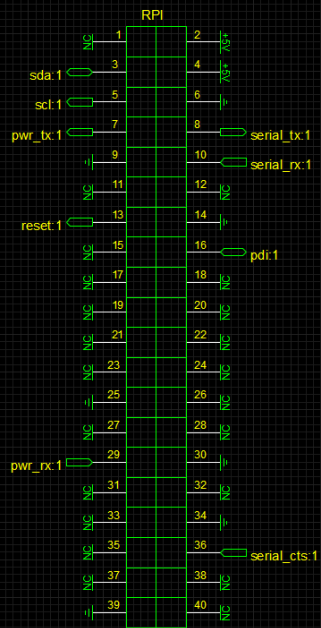 RPI
NC 1 2 +5V
sda:1 3 4 +5V
scl:1 5 6
pwr_tx:1 7 8 serial_tx:1
9 10 serial_rx:1
NC 11 12 NC
reset:1 13 14
NC 15 16 pdi:1
NC 17 18 NC
NC 19 20 NC
NC 21 22 NC
NC 23 24 NC
25 26 NC
NC 27 28 NC
pwr_rx:1 29 30
NC 31 32 NC
NC 33 34
NC 35 36 serial_cts:1
NC 37 38 NC
39 40 NC